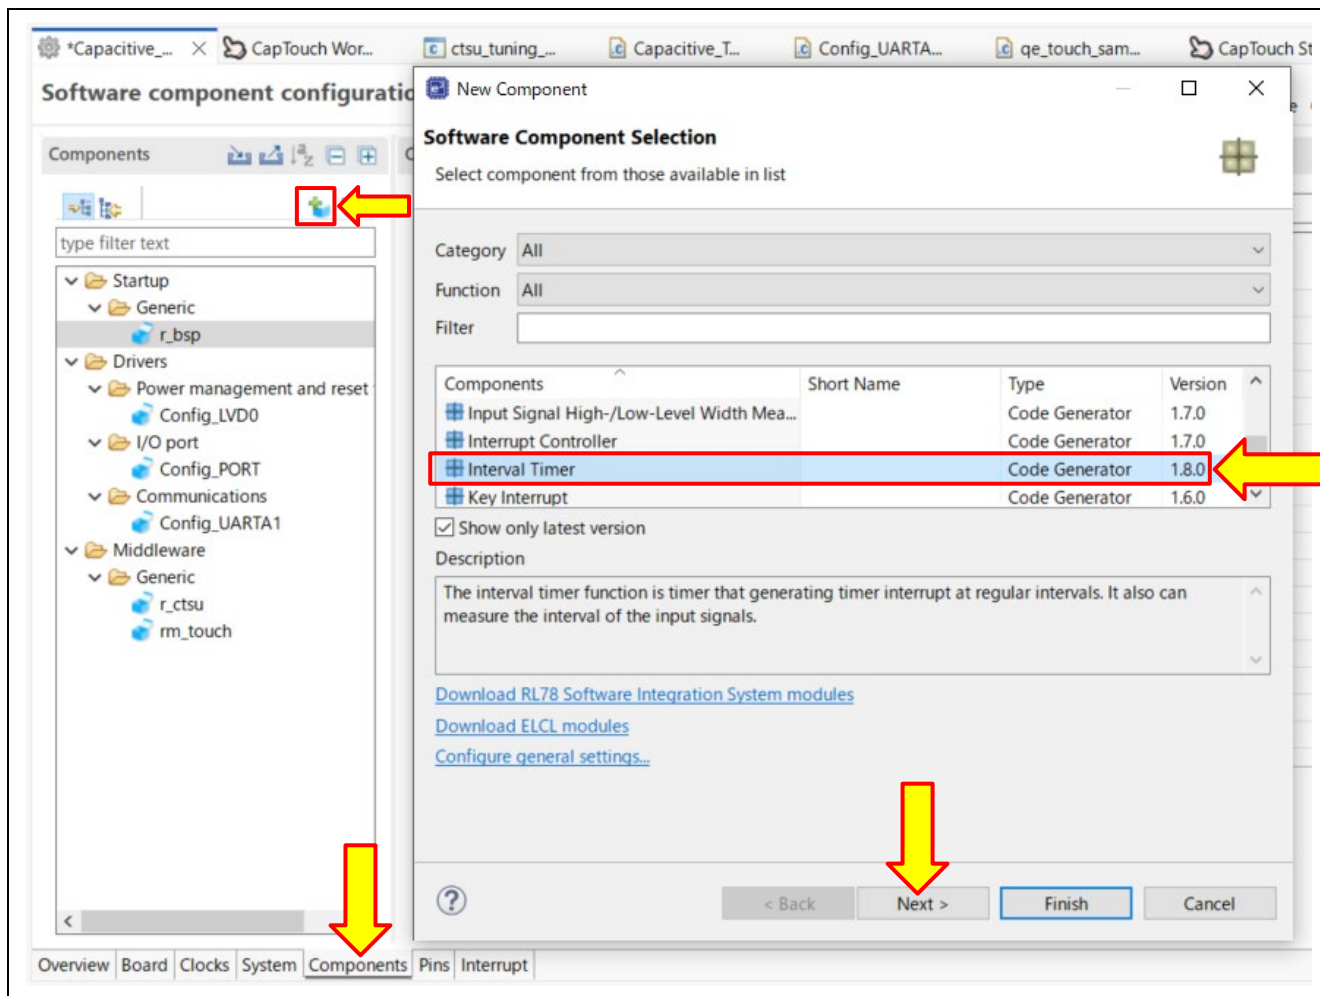 *Capacitive_...
CapTouch Wor...
ctsu_tuning_...
Capacitive_T...
Config_UARTA...
qe_touch_sam...
CapTouch St
Software component configuratio
Components
type filter text
Startup
Generic
r_bsp
Drivers
Power management and reset
Config_LVD0
I/O port
Config_PORT
Communications
Config_UARTA1
Middleware
Generic
r_ctsu
rm_touch
New Component
Software Component Selection
Select component from those available in list
Category All
Function All
Filter
Components Short Name Type Version
Input Signal High-/Low-Level Width Mea... Code Generator 1.7.0
Interrupt Controller Code Generator 1.7.0
Interval Timer Code Generator 1.8.0
Key Interrupt Code Generator 1.6.0
Show only latest version
Description
The interval timer function is timer that generating timer interrupt at regular intervals. It also can
measure the interval of the input signals.
Download RL78 Software Integration System modules
Download ELCL modules
Configure general settings...
< Back Next > Finish Cancel
Overview Board Clocks System Components Pins Interrupt